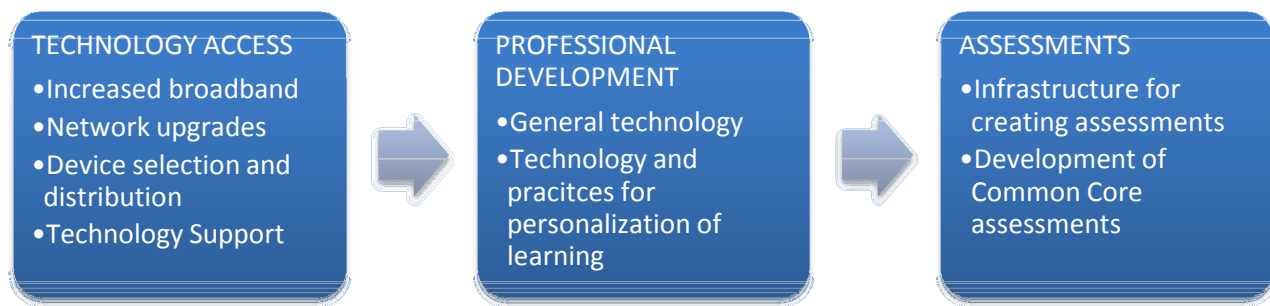 TECHNOLOGY ACCESS
•Increased broadband
•Network upgrades
•Device selection and
distribution
•Technology Support
PROFESSIONAL
DEVELOPMENT
•General technology
•Technology and
pracitces for
personalization of
learning
ASSESSMENTS
•Infrastructure for
creating assessments
•Development of
Common Core
assessments